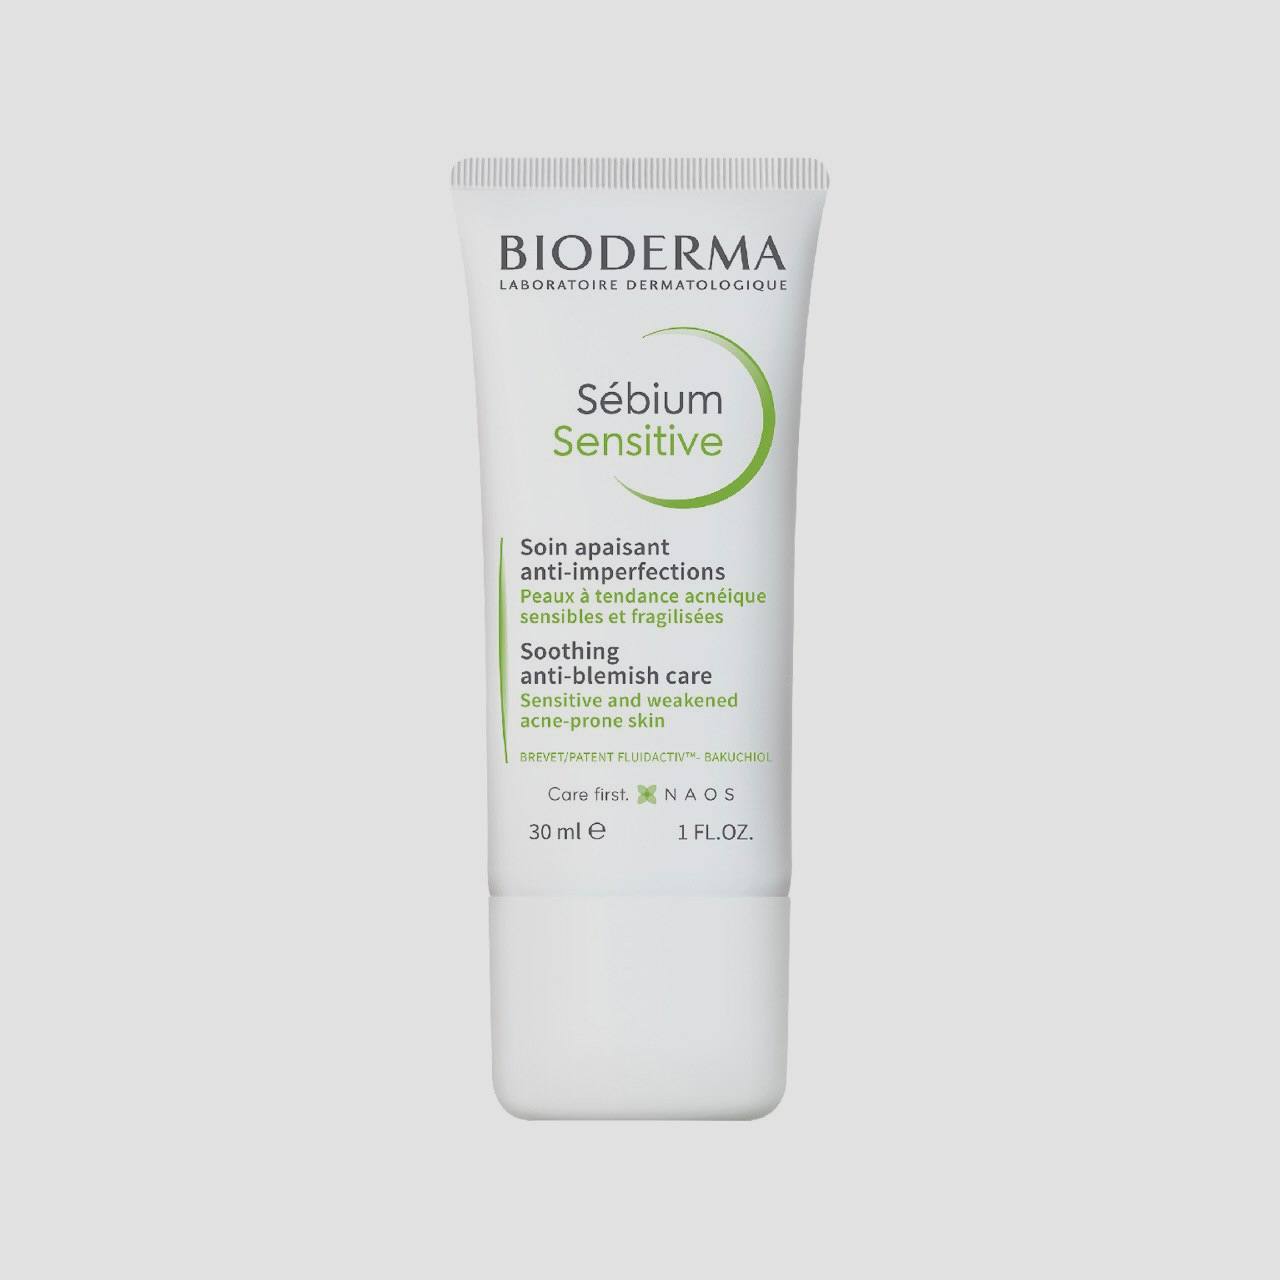 BIODERMA
LABORATOIRE DERMATOLOGIQUE
Sébium
Sensitive
Soin apaisant
anti-imperfections
Peaux à tendance acnéique
sensibles et fragilisées
Soothing
anti-blemish care
Sensitive and weakened
acne-prone skin
BREVET/PATENT FLUIDACTIV™- BAKUCHIOL
Care first. NAOS
30 ml ℮ 1 FL.OZ.